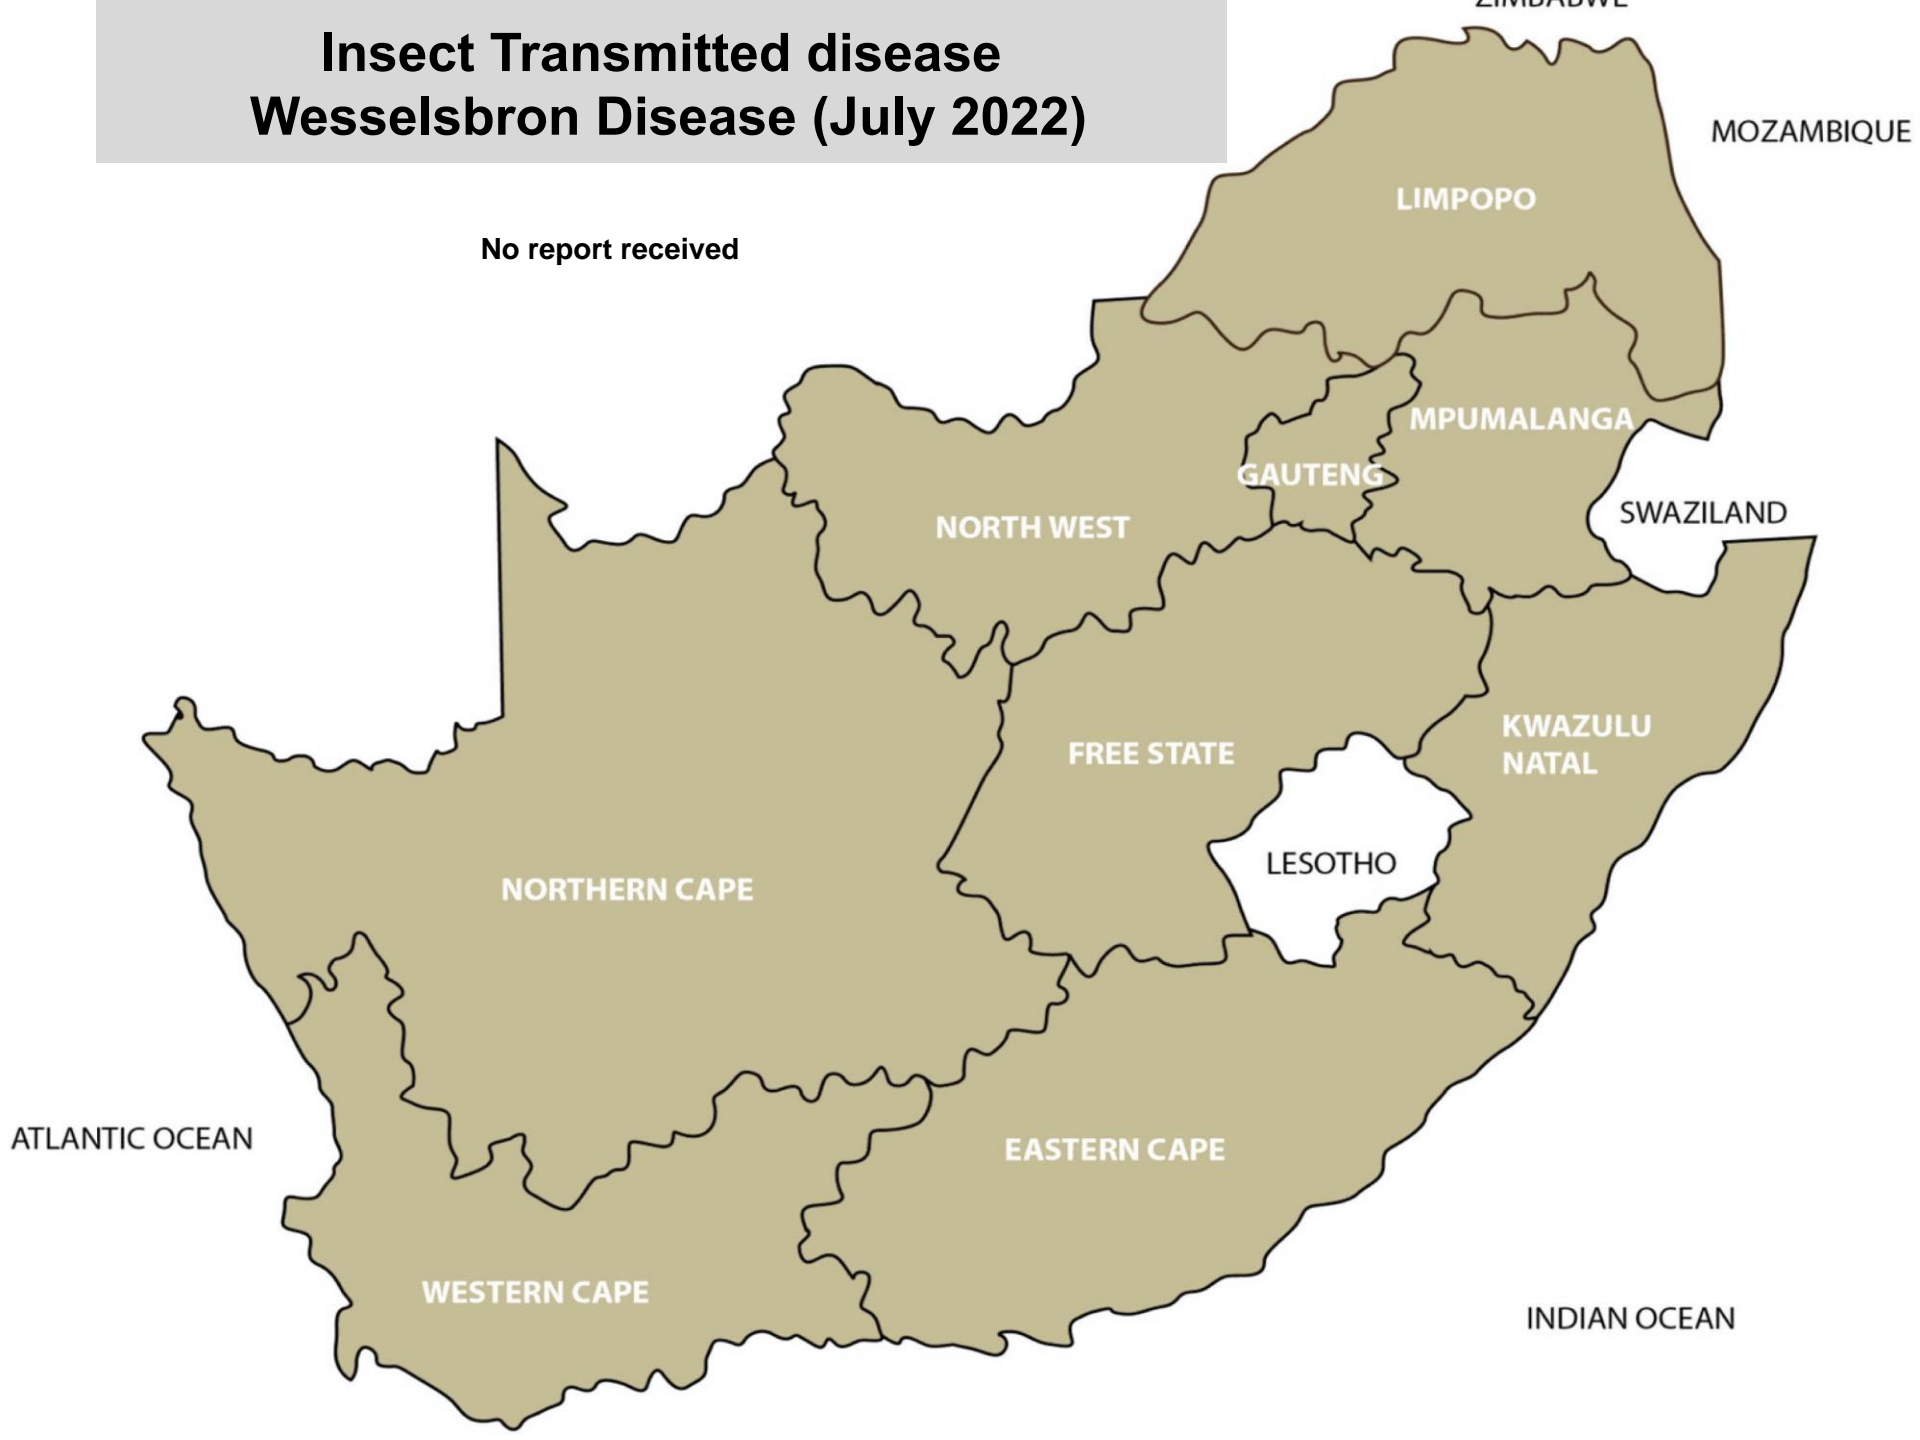 ZIMBABWE
Insect Transmitted disease
Wesselsbron Disease (July 2022)
MOZAMBIQUE
LIMPOPO
No report received
MPUMALANGA
GAUTENG
SWAZILAND
NORTH WEST
KWAZULU
NATAL
FREE STATE
LESOTHO
NORTHERN CAPE
ATLANTIC OCEAN
EASTERN CAPE
WESTERN CAPE
INDIAN OCEAN